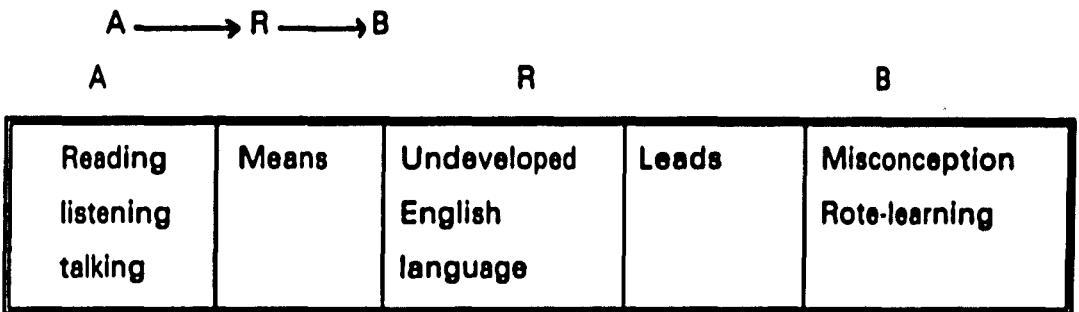 A → R → B
A R B
Reading Means Undeveloped Leads Misconception
listening English Rote-learning
talking language